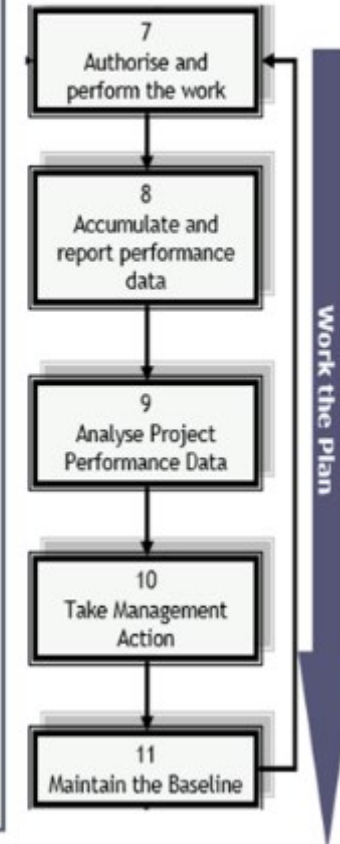 7
Authorise and
perform the work
8
Accumulate and
report performance
data
9
Analyse Project
Performance Data
10
Take Management
Action
11
Maintain the Baseline
Work the Plan